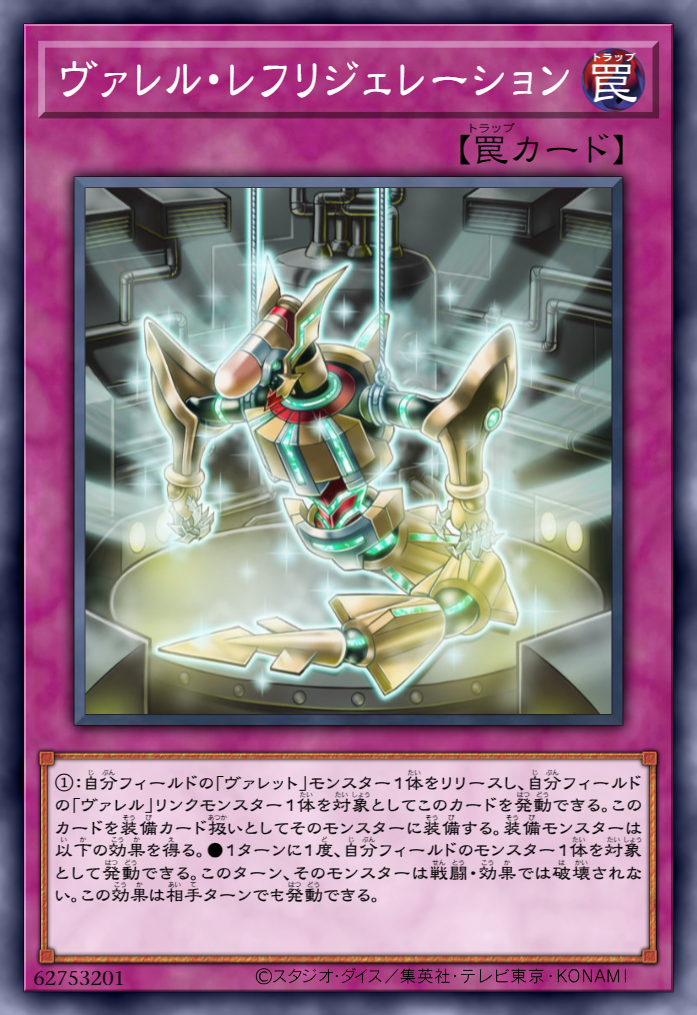 ヴァレル・レフリジェレーション 罠
トラップ
【罠カード】
トラップ
①:自分フィールドの「ヴァレット」モンスター1体をリリースし、自分フィールド
の「ヴァレル」リンクモンスター1体を対象としてこのカードを発動できる。この
カードを装備カード扱いとしてそのモンスターに装備する。装備モンスターは
以下の効果を得る。●1ターンに1度、自分フィールドのモンスター1体を対象
として発動できる。このターン、そのモンスターは戦闘・効果では破壊されな
い。この効果は相手ターンでも発動できる。
62753201 ©スタジオ・ダイス/集英社・テレビ東京・KONAMI